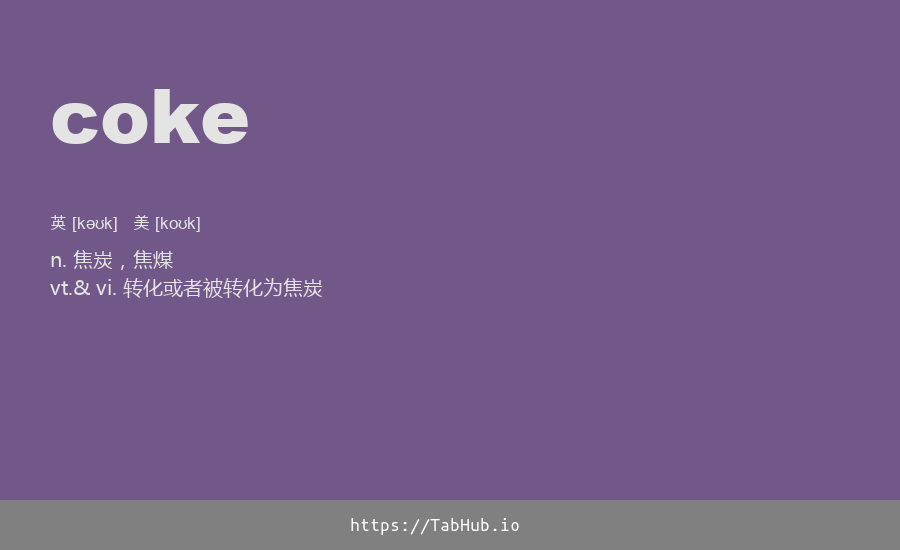 coke
英 [kəʊk] 美 [koʊk]
n. 焦炭，焦煤
vt.& vi. 转化或者被转化为焦炭
https://TabHub.io